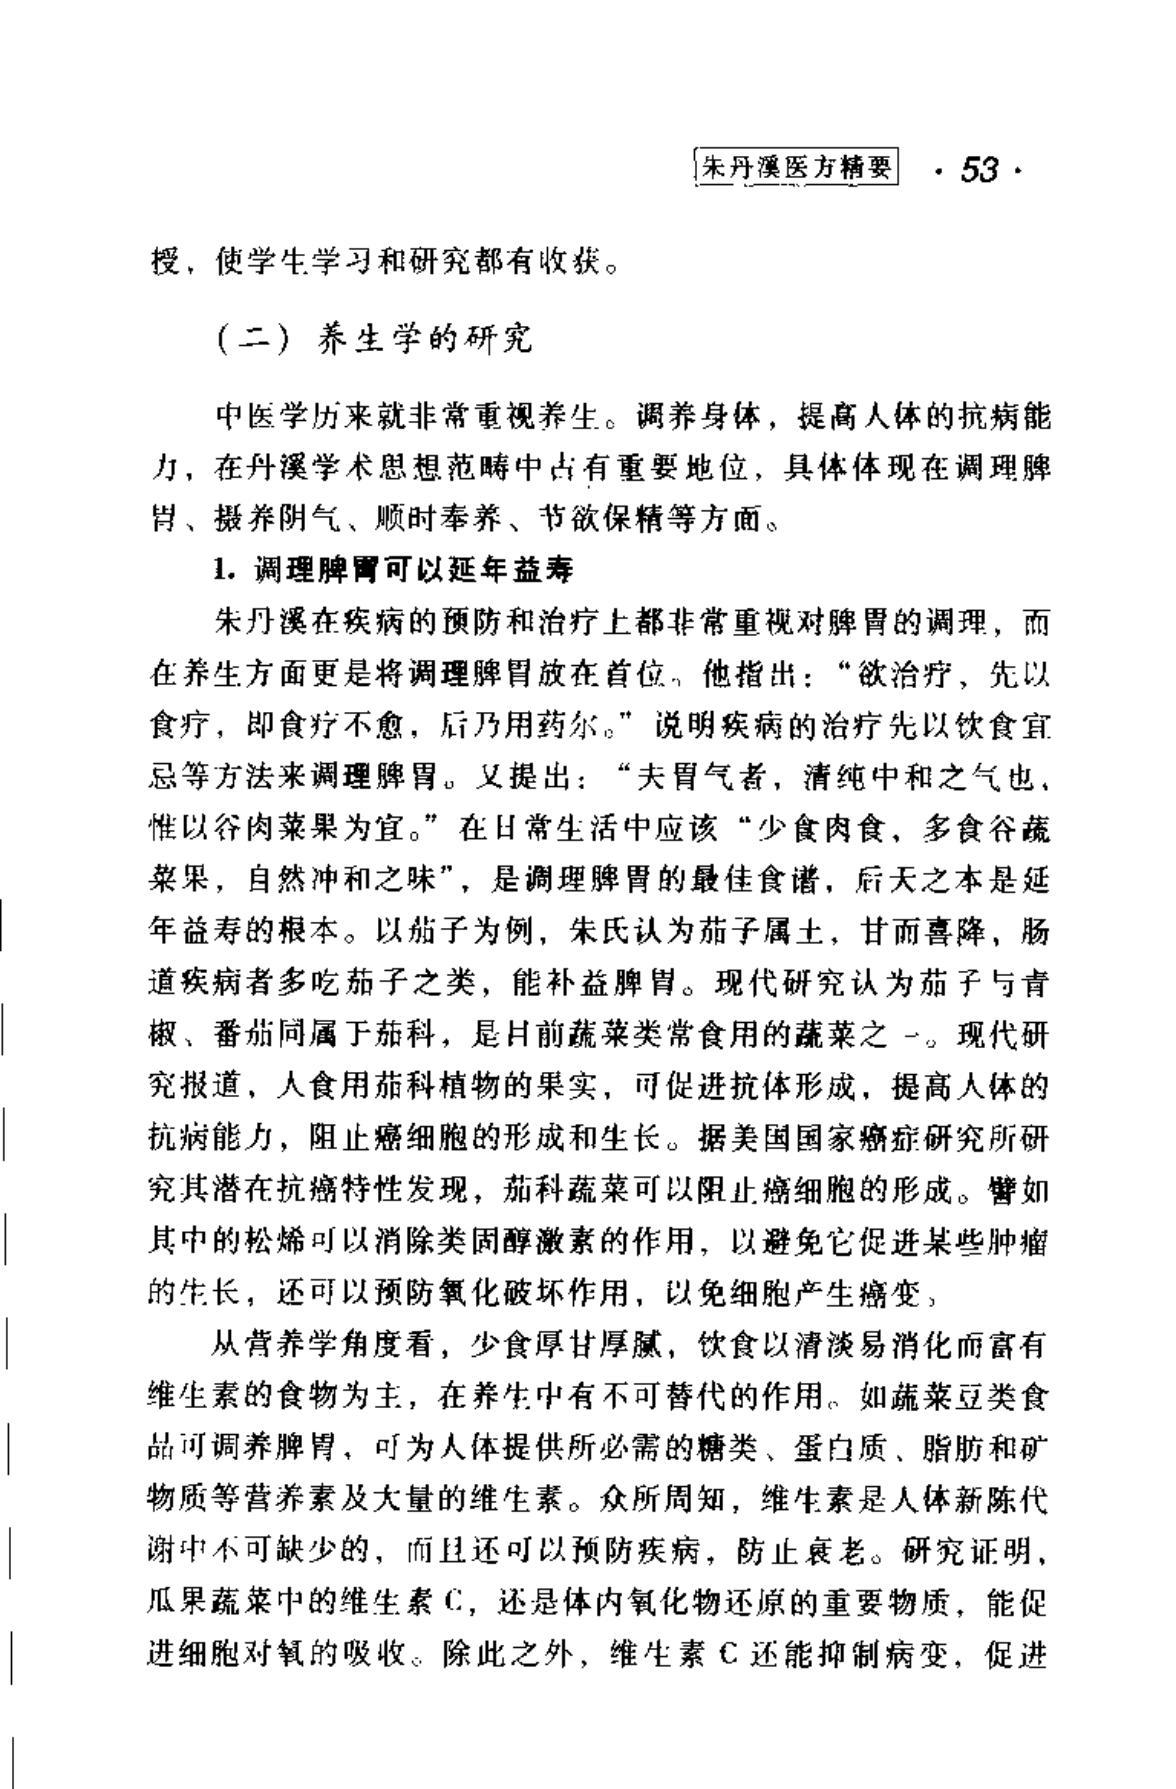 朱丹溪医方精要 · 53 ·
授，使学生学习和研究都有收获。
（二）养生学的研究
中医学历来就非常重视养生。调养身体，提高人体的抗病能
力，在丹溪学术思想范畴中占有重要地位，具体体现在调理脾
胃、摄养阴气、顺时奉养、节欲保精等方面。
1. 调理脾胃可以延年益寿
朱丹溪在疾病的预防和治疗上都非常重视对脾胃的调理，而
在养生方面更是将调理脾胃放在首位。他指出：“欲治疗，先以
食疗，即食疗不愈，后乃用药尔。”说明疾病的治疗先以饮食宜
忌等方法来调理脾胃。又提出：“夫胃气者，清纯中和之气也，
惟以谷肉菜果为宜。”在日常生活中应该“少食肉食，多食谷蔬
菜果，自然冲和之味”，是调理脾胃的最佳食谱，后天之本是延
年益寿的根本。以茄子为例，朱氏认为茄子属土，甘而喜降，肠
道疾病者多吃茄子之类，能补益脾胃。现代研究认为茄子与青
椒、番茄同属于茄科，是目前蔬菜类常食用的蔬菜之一。现代研
究报道，人食用茄科植物的果实，可促进抗体形成，提高人体的
抗病能力，阻止癌细胞的形成和生长。据美国国家癌症研究所研
究其潜在抗癌特性发现，茄科蔬菜可以阻止癌细胞的形成。譬如
其中的松烯可以消除类固醇激素的作用，以避免它促进某些肿瘤
的生长，还可以预防氧化破坏作用，以免细胞产生癌变。
从营养学角度看，少食厚甘厚腻，饮食以清淡易消化而富有
维生素的食物为主，在养生中有不可替代的作用。如蔬菜豆类食
品可调养脾胃，可为人体提供所必需的糖类、蛋白质、脂肪和矿
物质等营养素及大量的维生素。众所周知，维生素是人体新陈代
谢中不可缺少的，而且还可以预防疾病，防止衰老。研究证明，
瓜果蔬菜中的维生素 C，还是体内氧化物还原的重要物质，能促
进细胞对氧的吸收。除此之外，维生素 C 还能抑制病变，促进